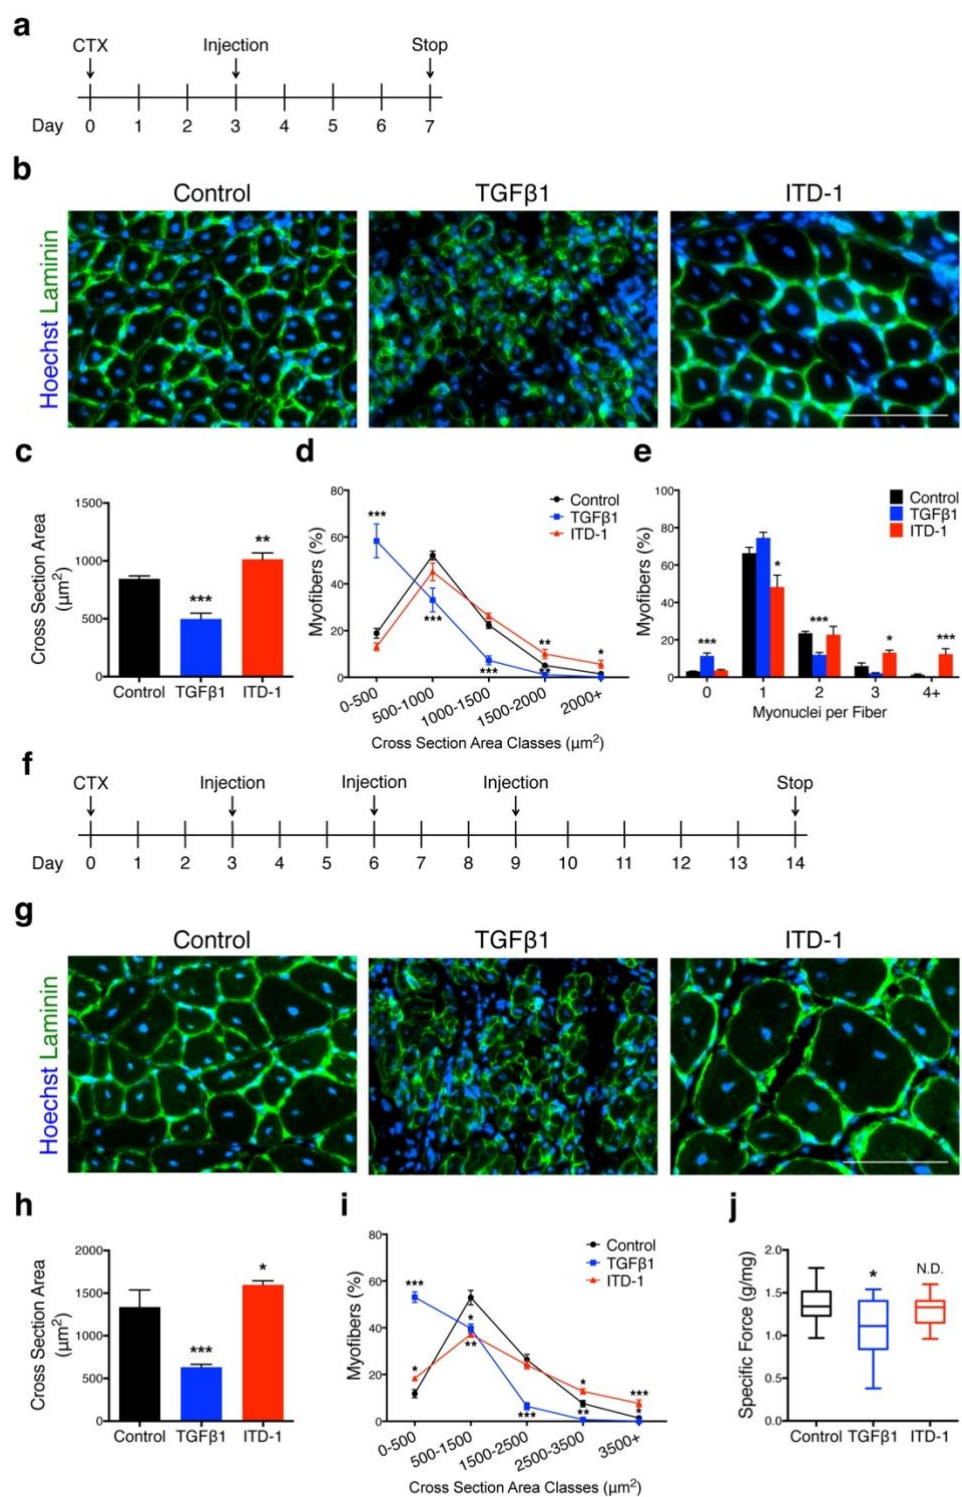 a
CTX Injection Stop
Day 0 1 2 3 4 5 6 7
b
Control TGFβ1 ITD-1
Hoechst Laminin
c d e
1500
1000
500
0
Cross Section Area
(µm²)
***
**
Control TGFβ1 ITD-1
80
60
40
20
0
Myofibers (%)
Control
TGFβ1
ITD-1
***
***
***
**
**
*
0-500 500-1000 1000-1500 1500-2000 2000+
Cross Section Area Classes (µm²)
100
80
60
40
20
0
Myofibers (%)
Control
TGFβ1
ITD-1
***
*
***
*
***
0 1 2 3 4+
Myonuclei per Fiber
f
CTX Injection Injection Injection Stop
Day 0 1 2 3 4 5 6 7 8 9 10 11 12 13 14
g
Control TGFβ1 ITD-1
Hoechst Laminin
h i j
2000
1500
1000
500
0
Cross Section Area
(µm²)
***
*
Control TGFβ1 ITD-1
80
60
40
20
0
Myofibers (%)
Control
TGFβ1
ITD-1
***
*
*
**
***
*
**
***
*
0-500 500-1500 1500-2500 2500-3500 3500+
Cross Section Area Classes (µm²)
2.0
1.5
1.0
0.5
0.0
Specific Force (g/mg)
*
N.D.
Control TGFβ1 ITD-1